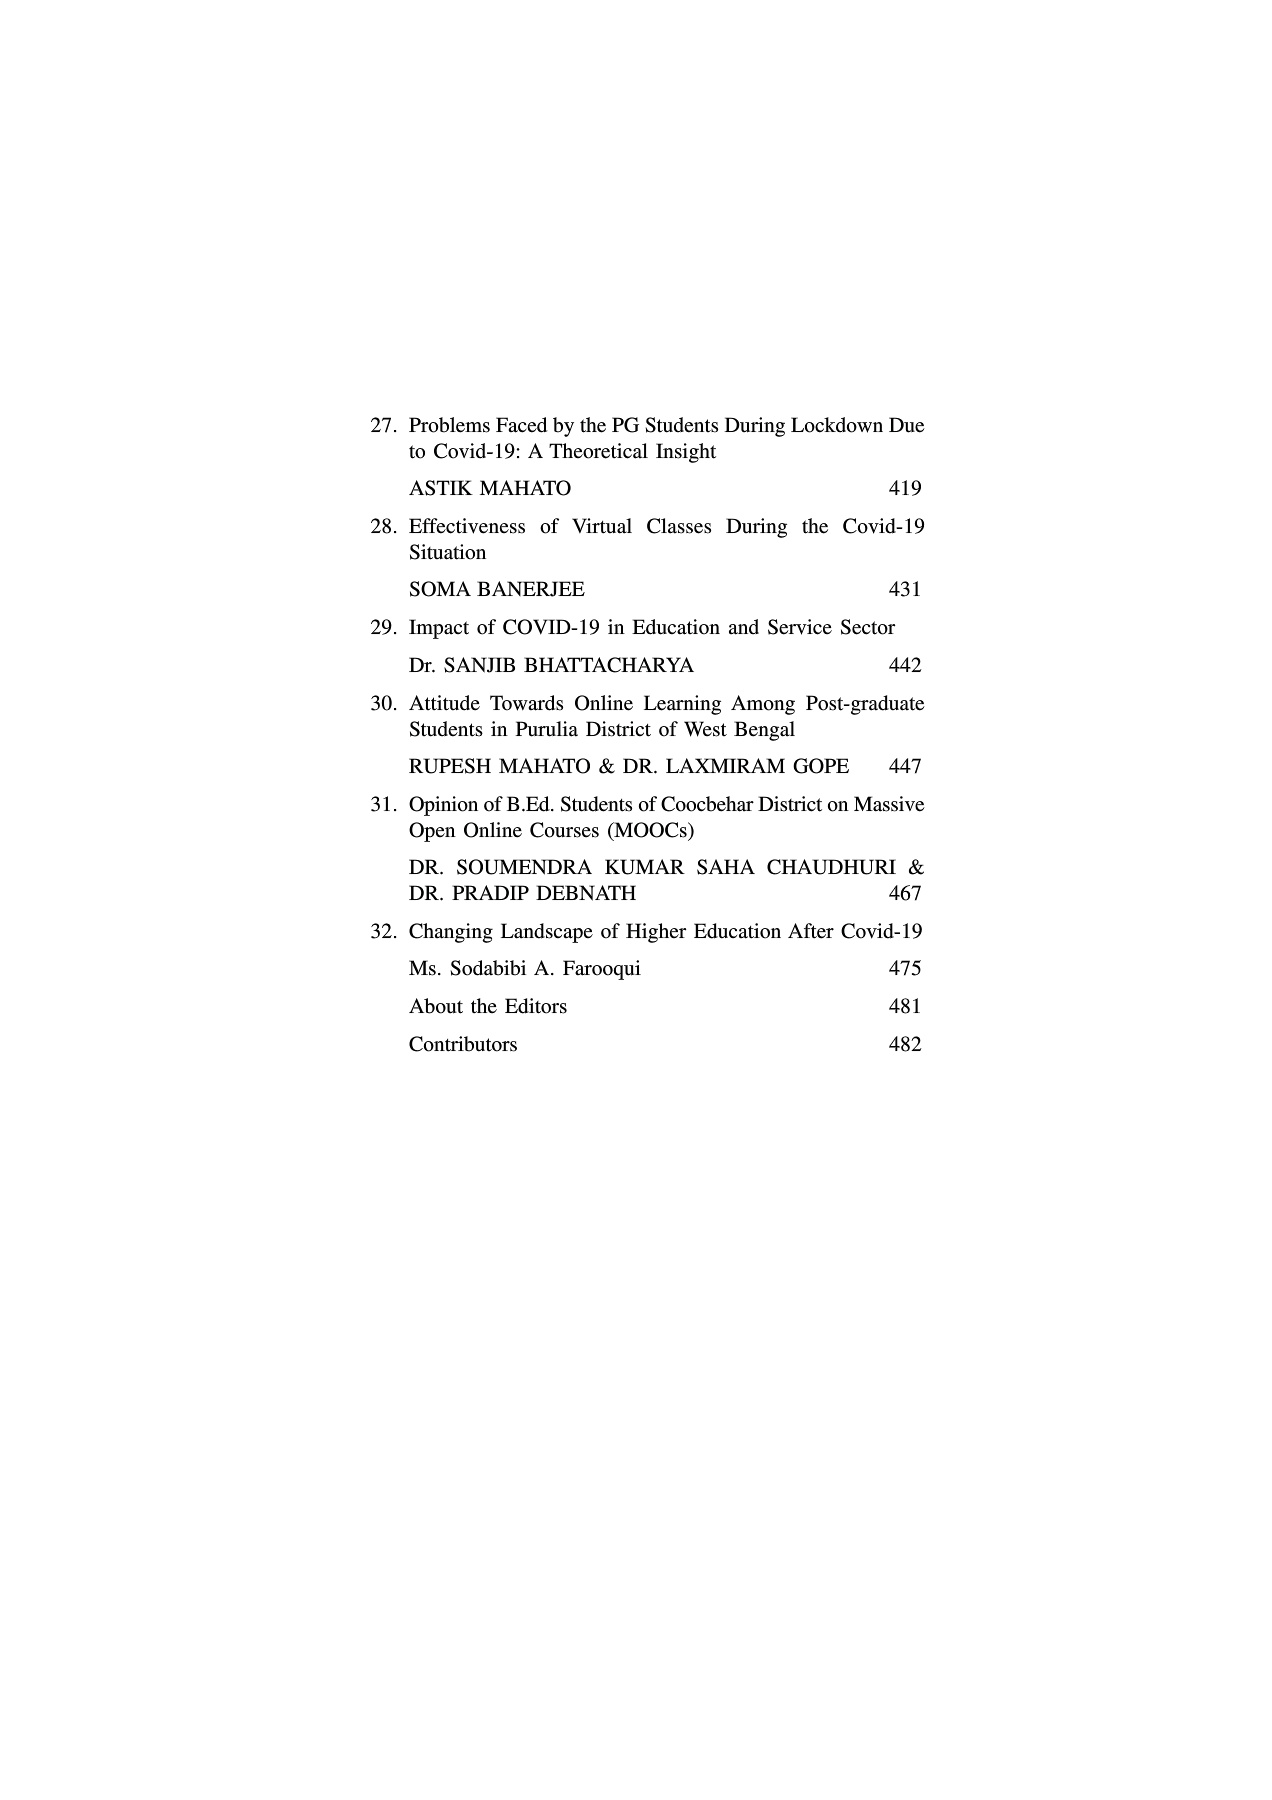 27. Problems Faced by the PG Students During Lockdown Due
to Covid-19: A Theoretical Insight
ASTIK MAHATO 419
28. Effectiveness of Virtual Classes During the Covid-19
Situation
SOMA BANERJEE 431
29. Impact of COVID-19 in Education and Service Sector
Dr. SANJIB BHATTACHARYA 442
30. Attitude Towards Online Learning Among Post-graduate
Students in Purulia District of West Bengal
RUPESH MAHATO & DR. LAXMIRAM GOPE 447
31. Opinion of B.Ed. Students of Coocbehar District on Massive
Open Online Courses (MOOCs)
DR. SOUMENDRA KUMAR SAHA CHAUDHURI &
DR. PRADIP DEBNATH 467
32. Changing Landscape of Higher Education After Covid-19
Ms. Sodabibi A. Farooqui 475
About the Editors 481
Contributors 482